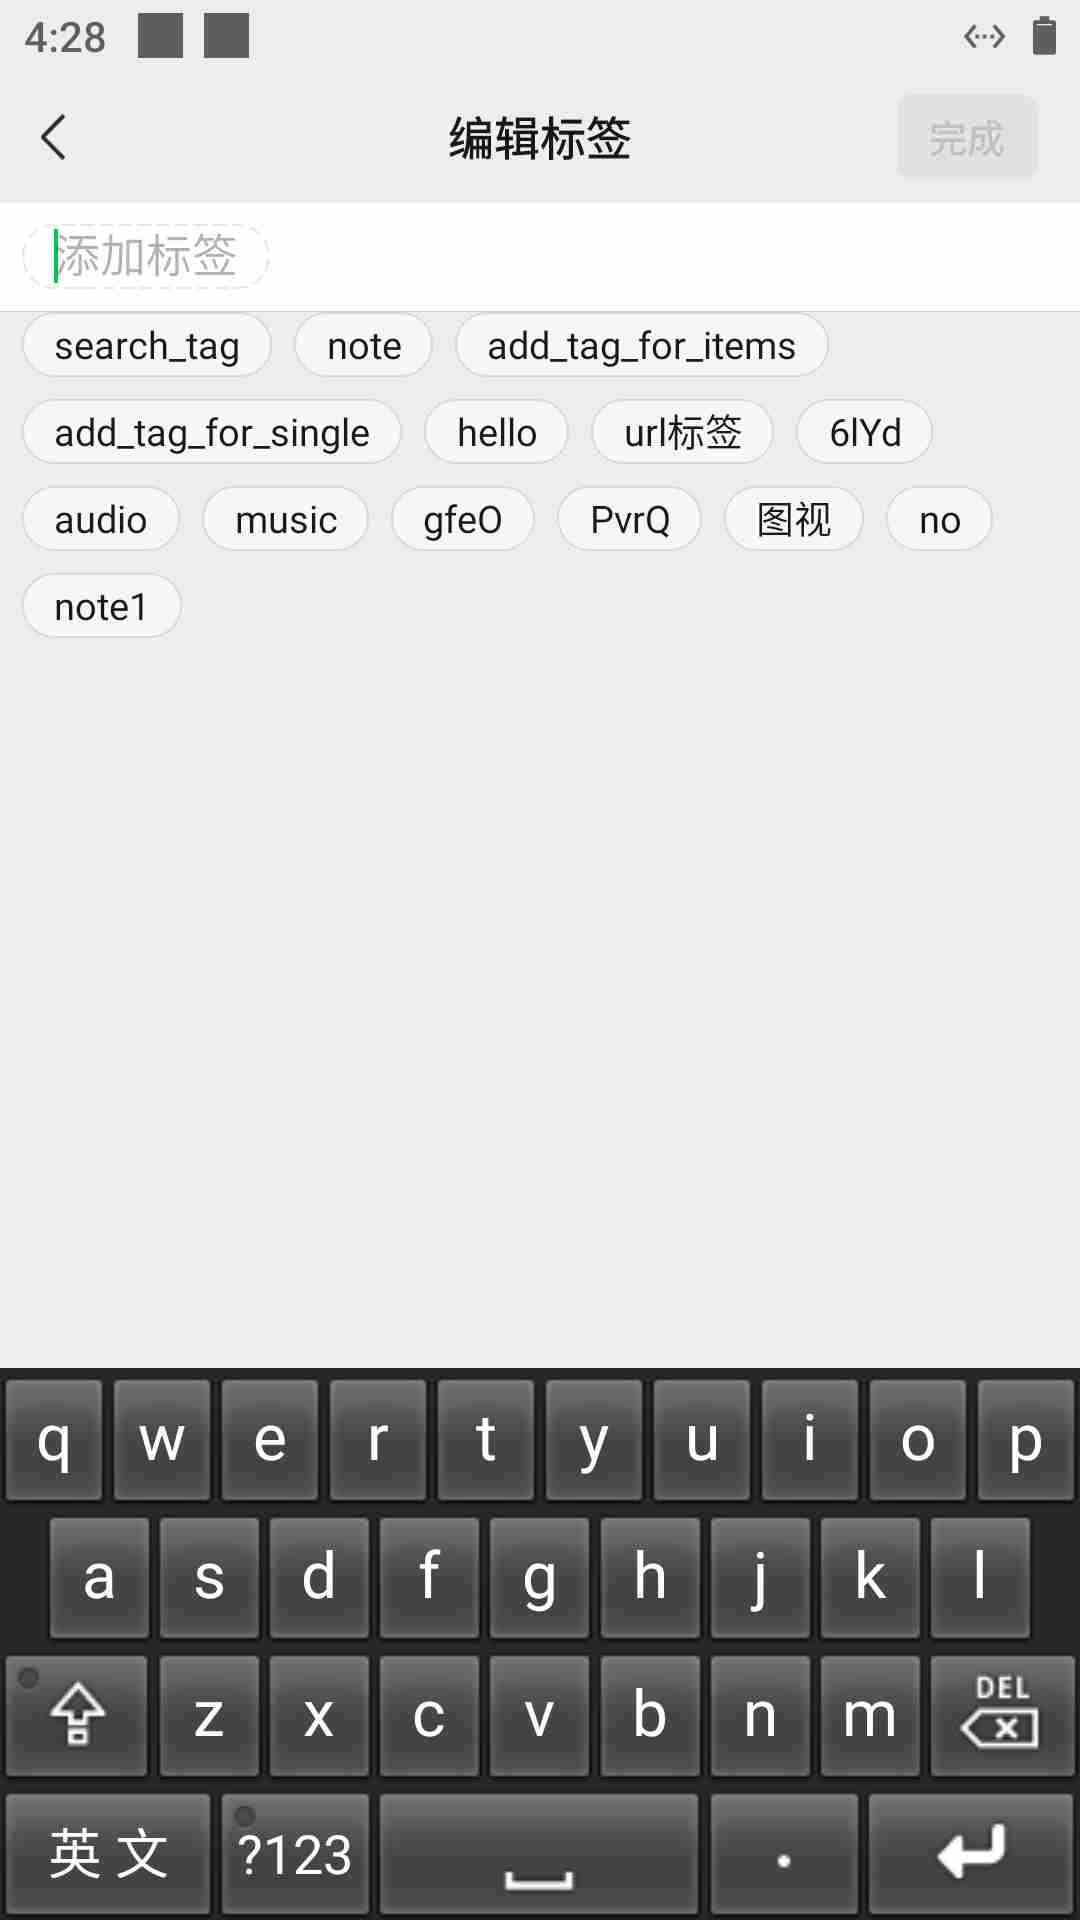 4:28
编辑标签
完成
添加标签
search_tag note add_tag_for_items
add_tag_for_single hello url标签 6lYd
audio music gfeO PvrQ 图视 no
note1
q w e r t y u i o p
a s d f g h j k l
z x c v b n m DEL
英文 ?123 .